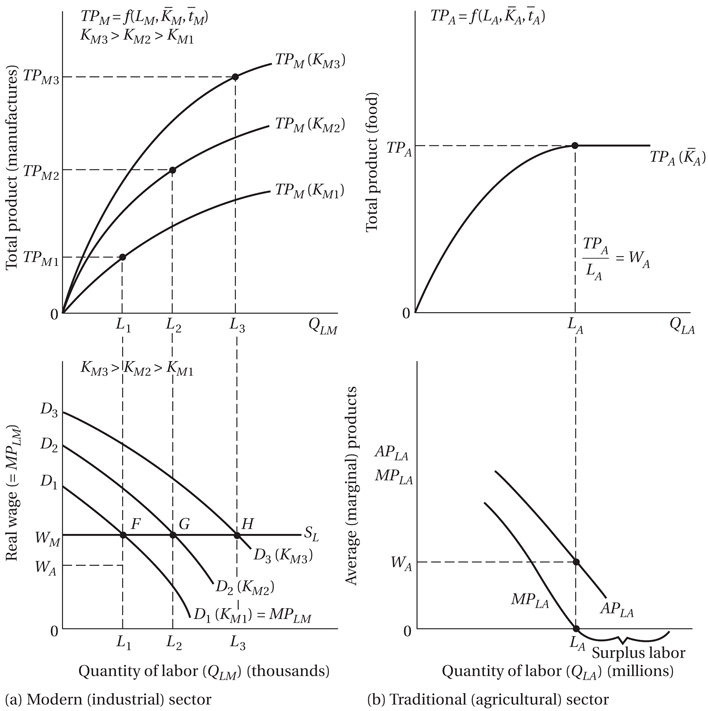 TP_M = f(L_M, K̅_M, t̅_M)
K_M3 > K_M2 > K_M1
Total product (manufactures)
TP_M3
TP_M2
TP_M1
0
TP_M (K_M3)
TP_M (K_M2)
TP_M (K_M1)
L_1 L_2 L_3 Q_LM
TP_A = f(L_A, K̅_A, t̅_A)
Total product (food)
TP_A
0
TP_A (K̅_A)
TP_A
L_A
= W_A
L_A Q_LA
K_M3 > K_M2 > K_M1
Real wage (= MP_LM)
D_3
D_2
D_1
W_M
W_A
0
F G H S_L
D_3 (K_M3)
D_2 (K_M2)
D_1 (K_M1) = MP_LM
L_1 L_2 L_3
Quantity of labor (Q_LM) (thousands)
(a) Modern (industrial) sector
Average (marginal) products
AP_LA
MP_LA
W_A
0
MP_LA
AP_LA
L_A
Surplus labor
Quantity of labor (Q_LA) (millions)
(b) Traditional (agricultural) sector